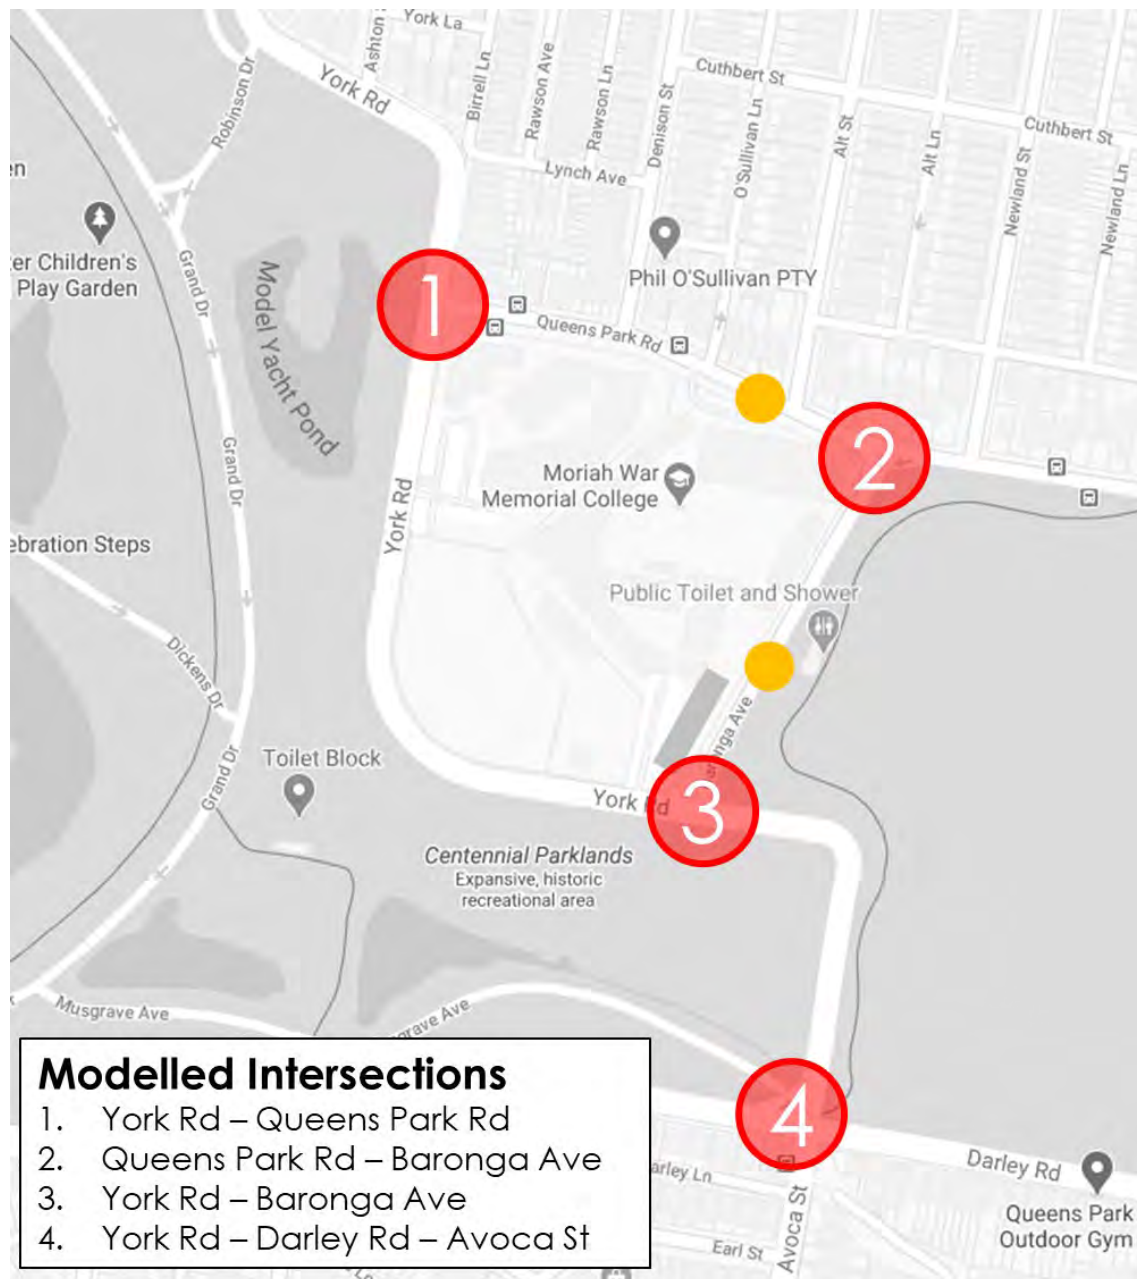 York La
Ashton
Birrell Ln
Rawson Ave
Rawson Ln
Denison St
Cuthbert St
O'Sullivan Ln
Alt St
Alt Ln
Cuthbert St
Newland St
Newland Ln
York Rd
Robinson Dr
Lynch Ave
en
er Children's
Play Garden
Grand Dr
Model Yacht Pond
Phil O'Sullivan PTY
1
Queens Park Rd
2
Grand Dr
York Rd
Moriah War
Memorial College
ebration Steps
Public Toilet and Shower
Dickens Dr
Grand Dr
Toilet Block
onga Ave
York Rd
3
Centennial Parklands
Expansive, historic
recreational area
Musgrave Ave
grave Ave
4
Darley Rd
arley Ln
Avoca St
Earl St
Queens Park
Outdoor Gym
Modelled Intersections
1. York Rd – Queens Park Rd
2. Queens Park Rd – Baronga Ave
3. York Rd – Baronga Ave
4. York Rd – Darley Rd – Avoca St